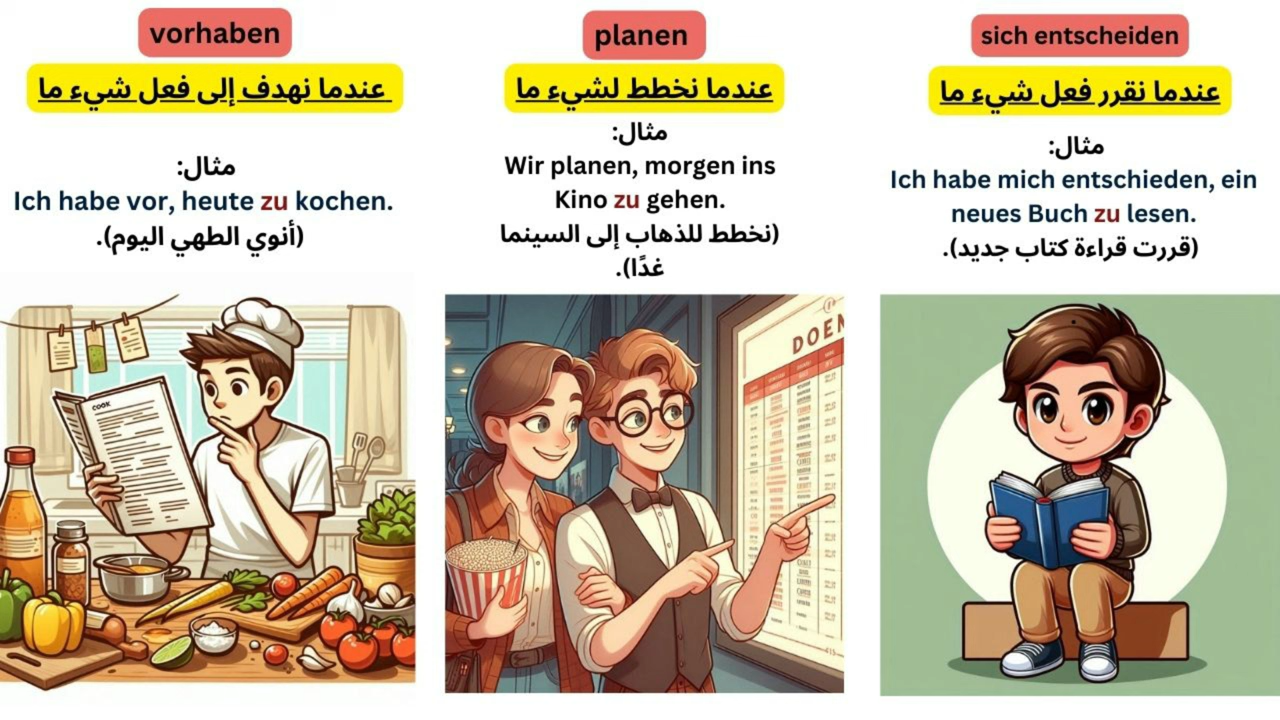 vorhaben
عندما نهدف إلى فعل شيء ما
مثال:
Ich habe vor, heute zu kochen.
(أنوي الطهي اليوم).
COOK
planen
عندما نخطط لشيء ما
مثال:
Wir planen, morgen ins
Kino zu gehen.
(نخطط للذهاب إلى السينما
غدًا).
DOEN
sich entscheiden
عندما نقرر فعل شيء ما
مثال:
Ich habe mich entschieden, ein
neues Buch zu lesen.
(قررت قراءة كتاب جديد).